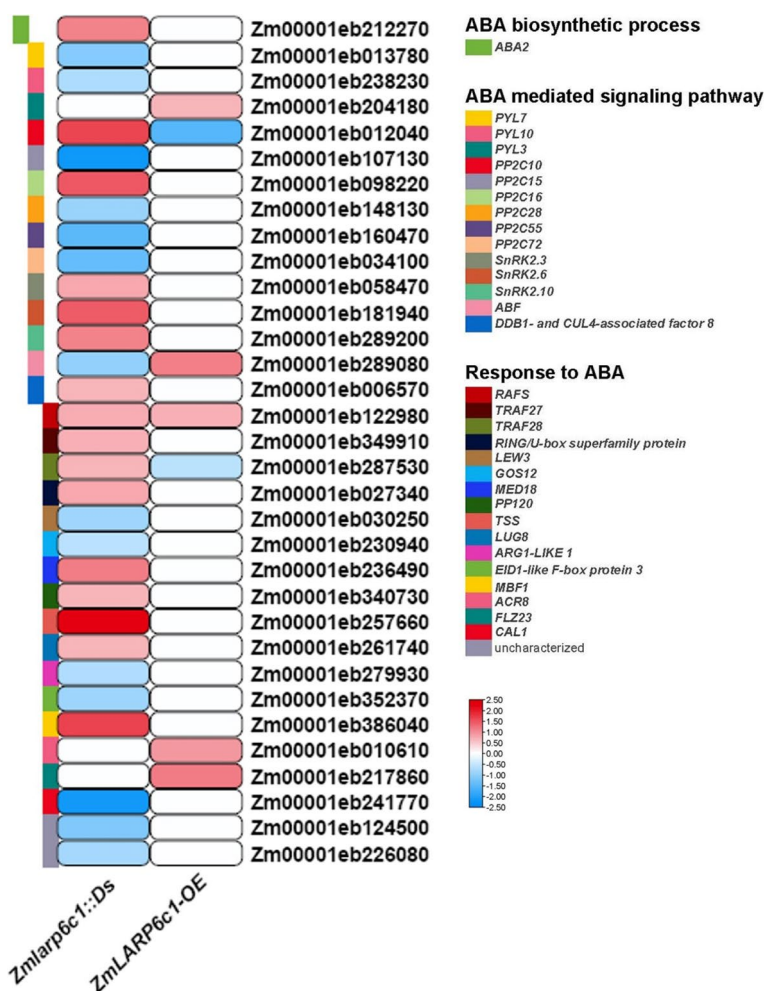 Zm00001eb212270
Zm00001eb013780
Zm00001eb238230
Zm00001eb204180
Zm00001eb012040
Zm00001eb107130
Zm00001eb098220
Zm00001eb148130
Zm00001eb160470
Zm00001eb034100
Zm00001eb058470
Zm00001eb181940
Zm00001eb289200
Zm00001eb289080
Zm00001eb006570
Zm00001eb122980
Zm00001eb349910
Zm00001eb287530
Zm00001eb027340
Zm00001eb030250
Zm00001eb230940
Zm00001eb236490
Zm00001eb340730
Zm00001eb257660
Zm00001eb261740
Zm00001eb279930
Zm00001eb352370
Zm00001eb386040
Zm00001eb010610
Zm00001eb217860
Zm00001eb241770
Zm00001eb124500
Zm00001eb226080
Zmlarp6c1::Ds
ZmLARP6c1-OE
ABA biosynthetic process
ABA2
ABA mediated signaling pathway
PYL7
PYL10
PYL3
PP2C10
PP2C15
PP2C16
PP2C28
PP2C55
PP2C72
SnRK2.3
SnRK2.6
SnRK2.10
ABF
DDB1- and CUL4-associated factor 8
Response to ABA
RAFS
TRAF27
TRAF28
RING/U-box superfamily protein
LEW3
GOS12
MED18
PP120
TSS
LUG8
ARG1-LIKE 1
EID1-like F-box protein 3
MBF1
ACR8
FLZ23
CAL1
uncharacterized
2.50
2.00
1.50
1.00
0.50
0.00
-0.50
-1.00
-1.50
-2.00
-2.50